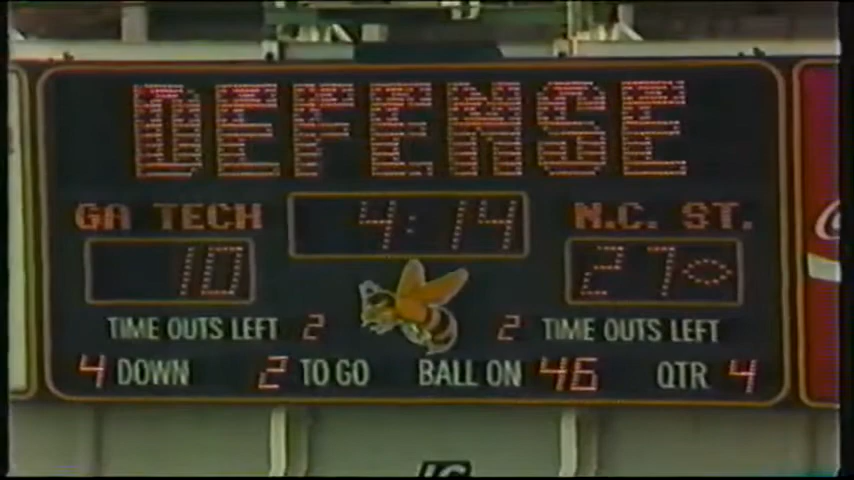 DEFENSE
GA TECH 4:14 N.C. ST.
10 27
TIME OUTS LEFT 2 2 TIME OUTS LEFT
4 DOWN 2 TO GO BALL ON 46 QTR 4